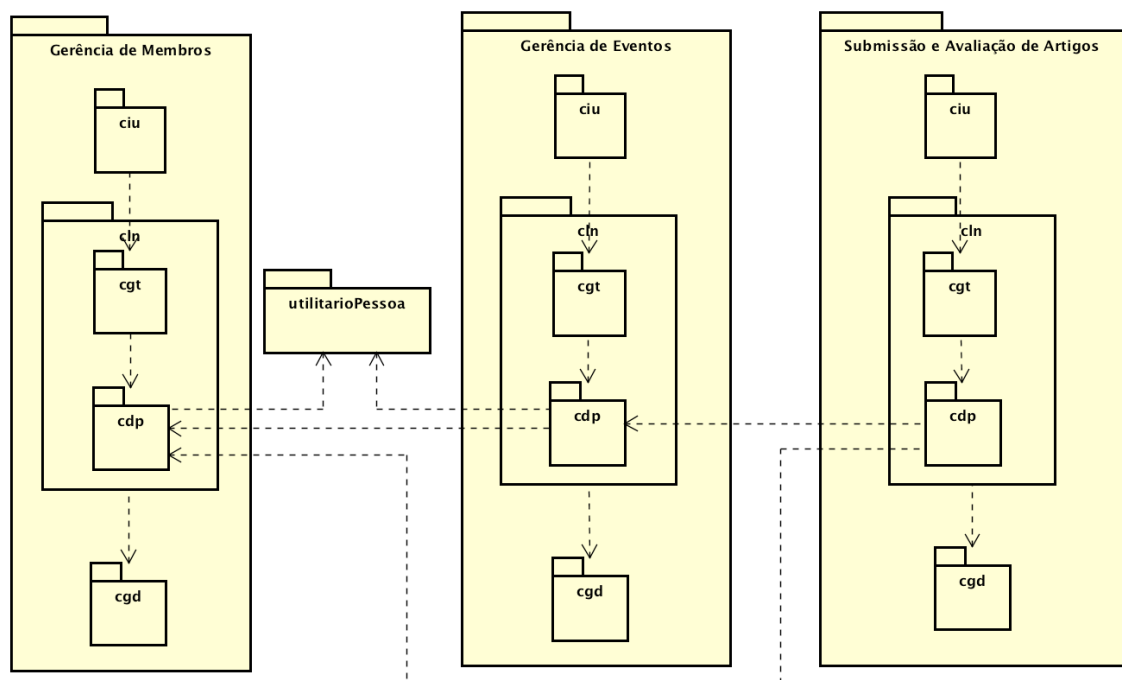 Gerência de Membros
ciu
cln
cgt
cdp
cgd
utilitarioPessoa
Gerência de Eventos
ciu
cln
cgt
cdp
cgd
Submissão e Avaliação de Artigos
ciu
cln
cgt
cdp
cgd